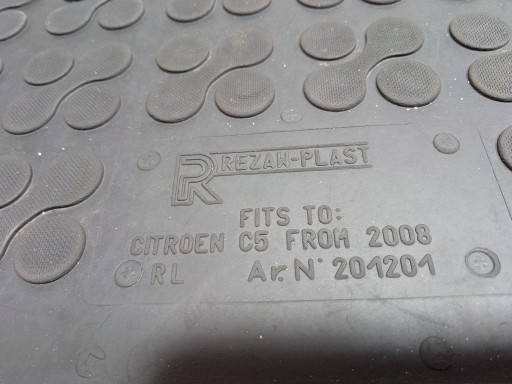 R REZAW-PLAST
FITS TO:
CITROEN C5 FROM 2008
RL Ar.N° 201201